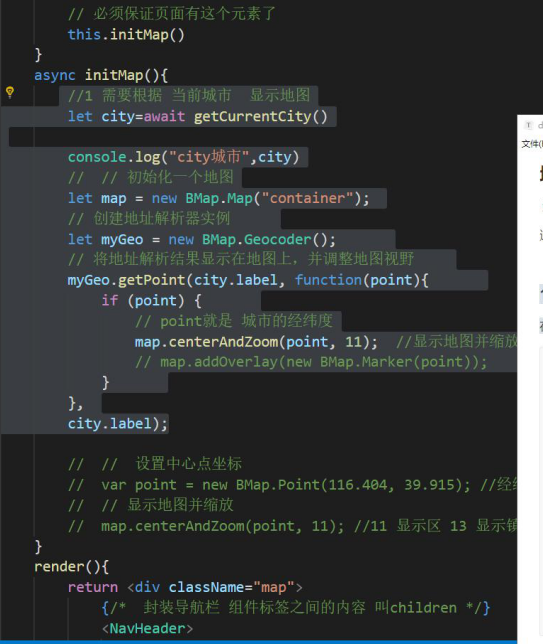 // 必须保证页面有这个元素了
this.initMap()
}
async initMap(){
//1 需要根据 当前城市  显示地图
let city=await getCurrentCity()
console.log("city城市",city)
//  // 初始化一个地图
let map = new BMap.Map("container");
// 创建地址解析器实例
let myGeo = new BMap.Geocoder();
// 将地址解析结果显示在地图上，并调整地图视野
myGeo.getPoint(city.label, function(point){
if (point) {
// point就是 城市的经纬度
map.centerAndZoom(point, 11);  //显示地图并缩放
// map.addOverlay(new BMap.Marker(point));
}
},
city.label);
//  //  设置中心点坐标
//  var point = new BMap.Point(116.404, 39.915); //经
//  // 显示地图并缩放
//  map.centerAndZoom(point, 11); //11 显示区 13 显示镇
}
render(){
return <div className="map">
{/*  封装导航栏 组件标签之间的内容 叫children */}
<NavHeader>
文件(